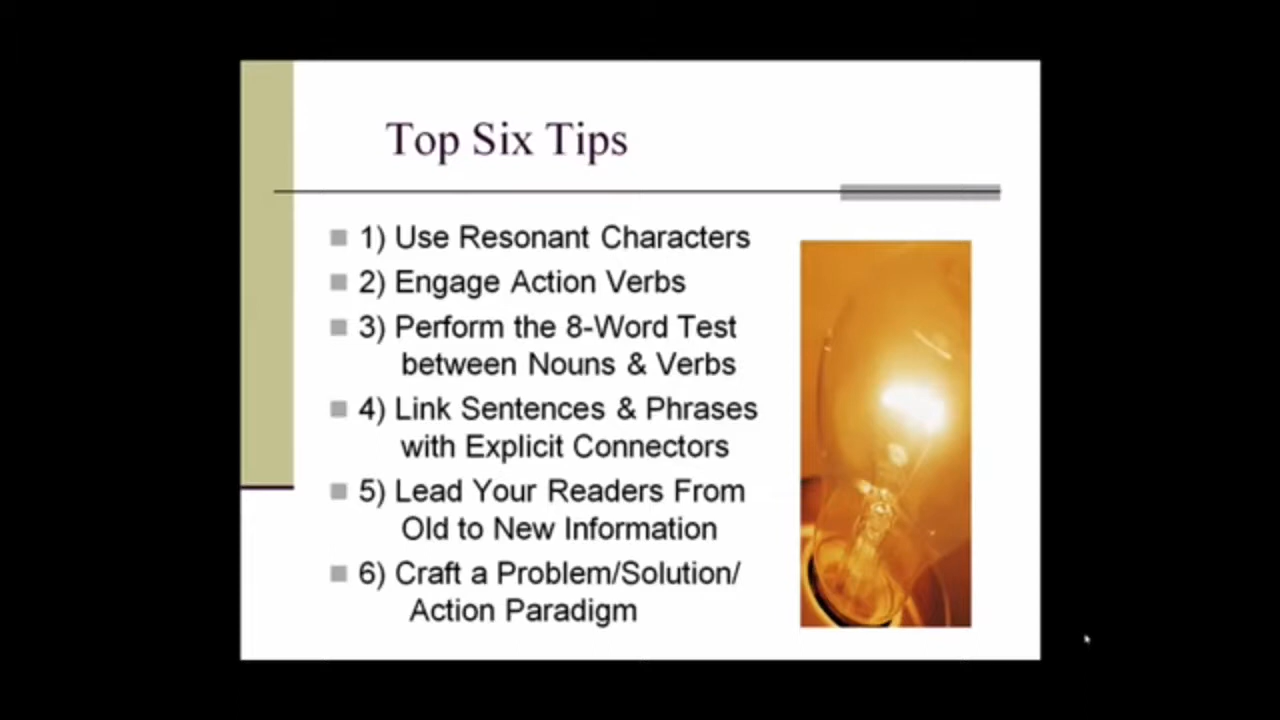 Top Six Tips
1) Use Resonant Characters
2) Engage Action Verbs
3) Perform the 8-Word Test
between Nouns & Verbs
4) Link Sentences & Phrases
with Explicit Connectors
5) Lead Your Readers From
Old to New Information
6) Craft a Problem/Solution/
Action Paradigm